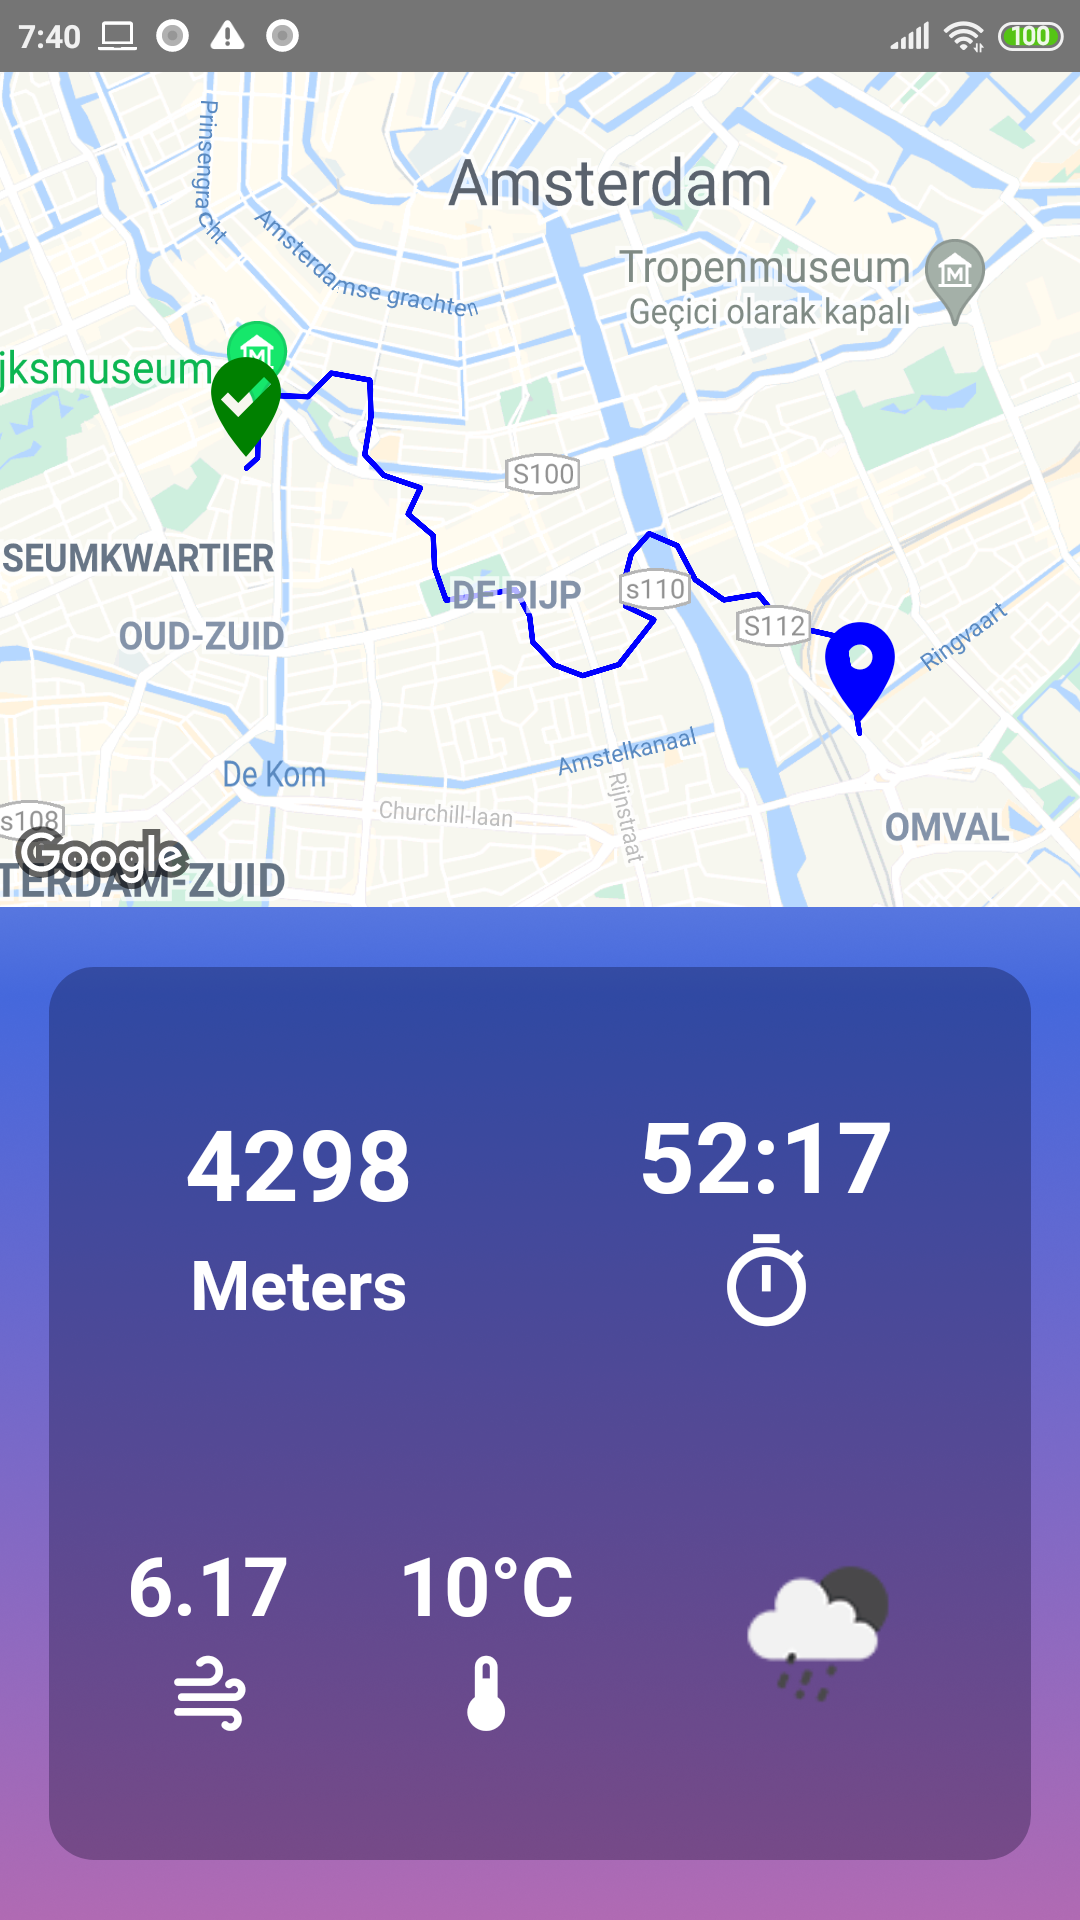 7:40
100
Prinsengracht
Amsterdam
Amsterdamse grachten
Tropenmuseum
Geçici olarak kapalı
jksmuseum
S100
SEUMKWARTIER
DE RIJP
s110
OUD-ZUID
S112
Ringvaart
Amstelkanaal
De Kom
Rijnstraat
Churchill-laan
s108
OMVAL
Google
TERDAM-ZUID
4298
52:17
Meters
6.17
10°C